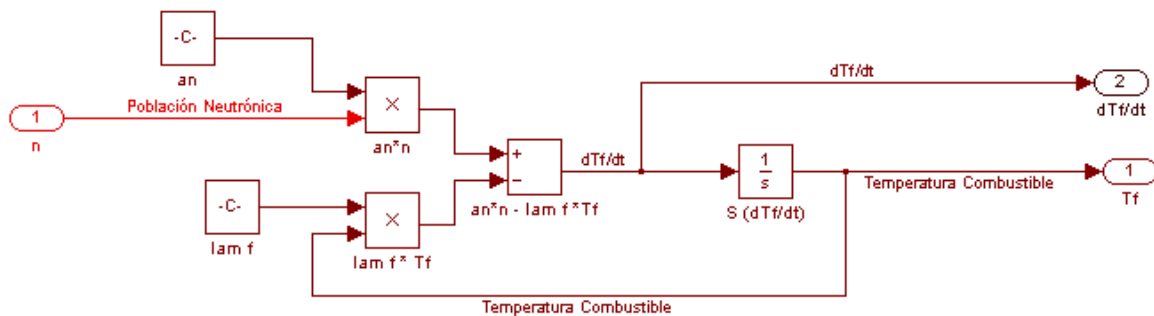 -C-
an
dTf/dt
2
dTf/dt
Población Neutrónica
1
n
×
an*n
+
−
dTf/dt
an*n - lam f*Tf
1
s
S (dTf/dt)
Temperatura Combustible
1
Tf
-C-
lam f
×
lam f* Tf
Temperatura Combustible